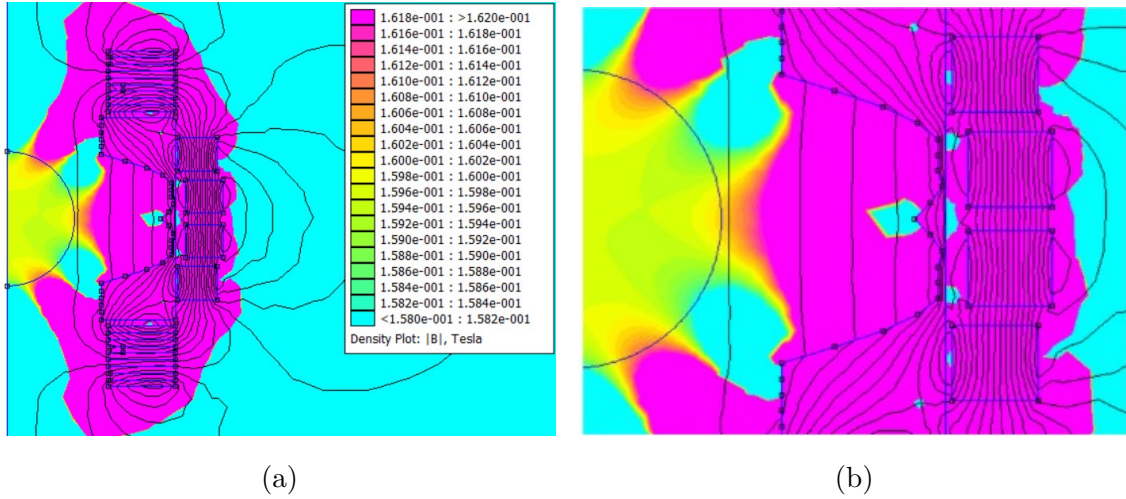 1.618e-001 : >1.620e-001
1.616e-001 : 1.618e-001
1.614e-001 : 1.616e-001
1.612e-001 : 1.614e-001
1.610e-001 : 1.612e-001
1.608e-001 : 1.610e-001
1.606e-001 : 1.608e-001
1.604e-001 : 1.606e-001
1.602e-001 : 1.604e-001
1.600e-001 : 1.602e-001
1.598e-001 : 1.600e-001
1.596e-001 : 1.598e-001
1.594e-001 : 1.596e-001
1.592e-001 : 1.594e-001
1.590e-001 : 1.592e-001
1.588e-001 : 1.590e-001
1.586e-001 : 1.588e-001
1.584e-001 : 1.586e-001
1.582e-001 : 1.584e-001
<1.580e-001 : 1.582e-001
Density Plot: |B|, Tesla
(a)
(b)